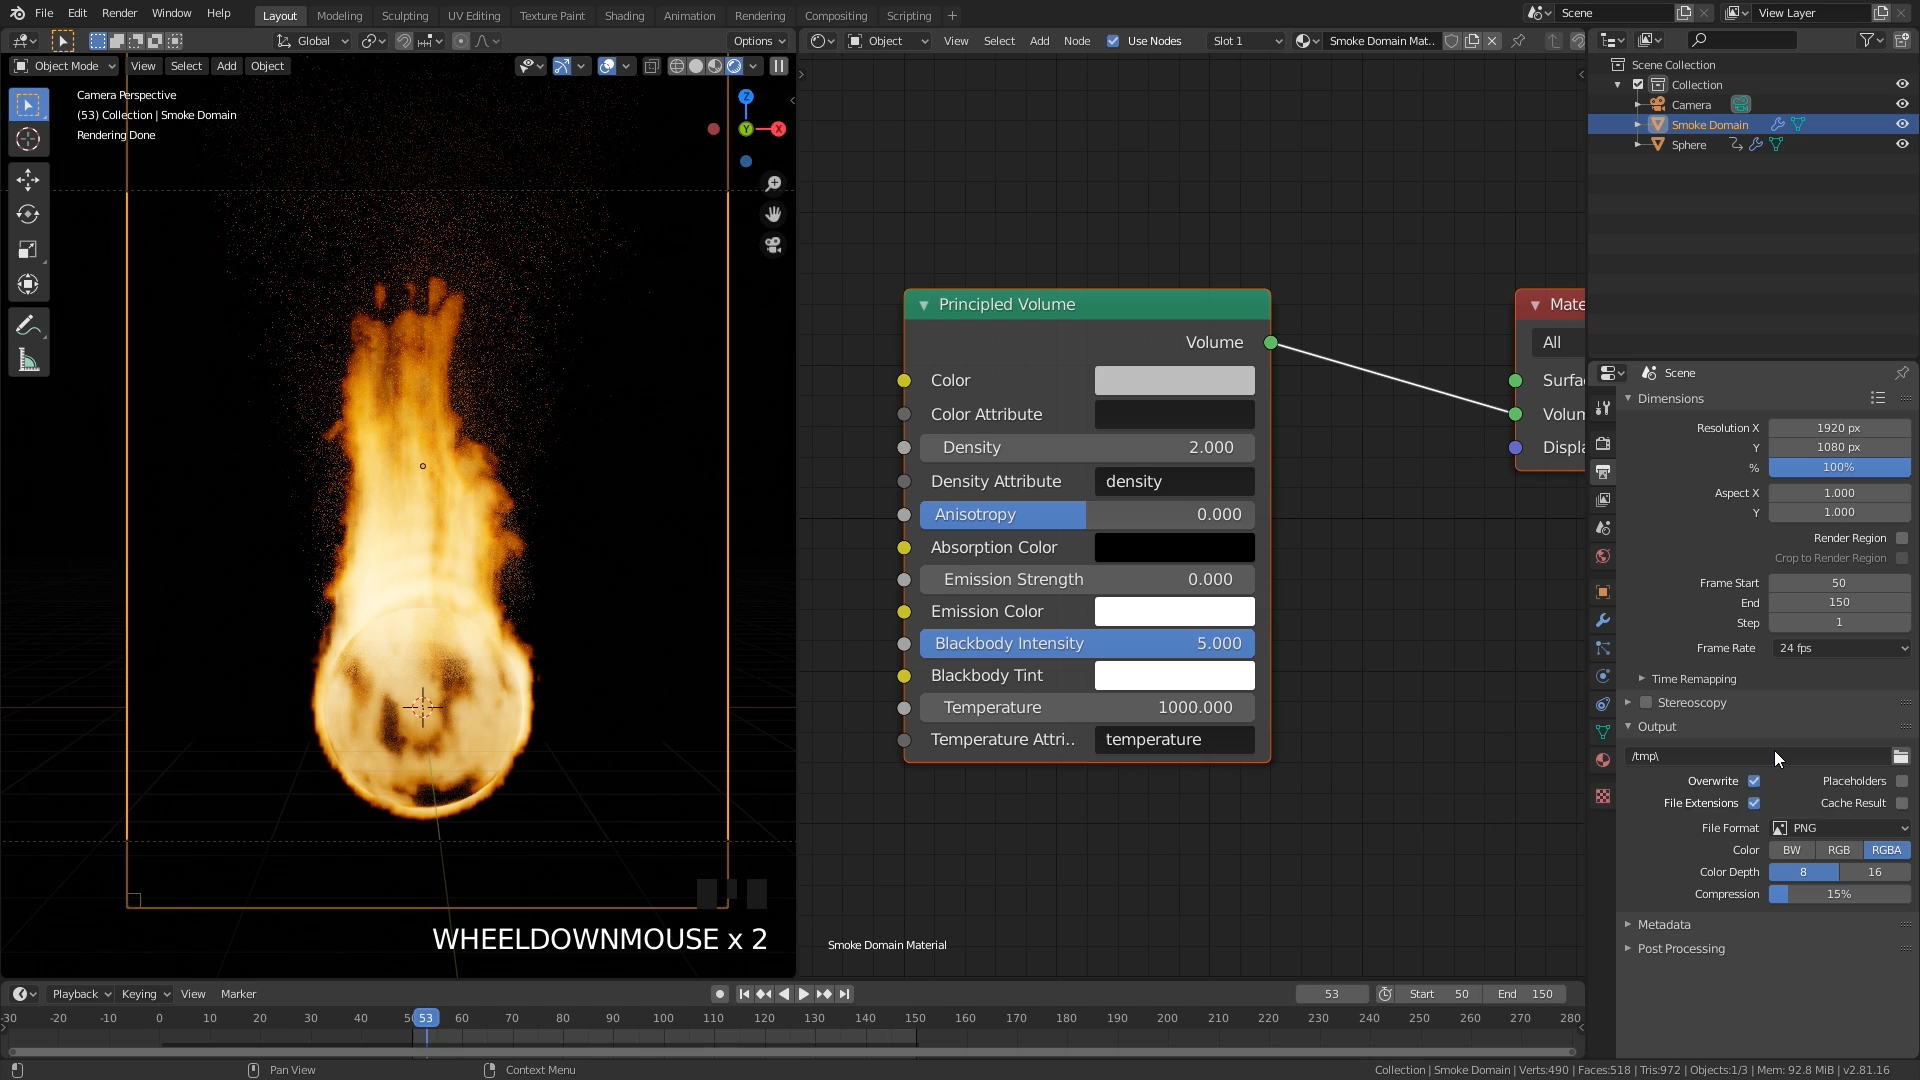 File Edit Render Window Help Layout Modeling Sculpting UV Editing Texture Paint Shading Animation Rendering Compositing Scripting + Scene View Layer
Global Options
Object View Select Add Node Use Nodes Slot 1 Smoke Domain Mat..
Object Mode View Select Add Object
Camera Perspective
(53) Collection | Smoke Domain
Rendering Done
Z
Y
X
WHEELDOWNMOUSE x 2
Principled Volume
Volume
Color
Color Attribute
Density 2.000
Density Attribute density
Anisotropy 0.000
Absorption Color
Emission Strength 0.000
Emission Color
Blackbody Intensity 5.000
Blackbody Tint
Temperature 1000.000
Temperature Attri.. temperature
Mate
All
Surfa
Volum
Displa
Smoke Domain Material
Scene Collection
Collection
Camera
Smoke Domain
Sphere
Scene
Dimensions
Resolution X 1920 px
Y 1080 px
% 100%
Aspect X 1.000
Y 1.000
Render Region
Crop to Render Region
Frame Start 50
End 150
Step 1
Frame Rate 24 fps
Time Remapping
Stereoscopy
Output
/tmp\
Overwrite Placeholders
File Extensions Cache Result
File Format PNG
Color BW RGB RGBA
Color Depth 8 16
Compression 15%
Metadata
Post Processing
Playback Keying View Marker 53 Start 50 End 150
-30 -20 -10 0 10 20 30 40 5 53 60 70 80 90 100 110 120 130 140 150 160 170 180 190 200 210 220 230 240 250 260 270 280
Pan View Context Menu Collection | Smoke Domain | Verts:490 | Faces:518 | Tris:972 | Objects:1/3 | Mem: 92.8 MiB | v2.81.16